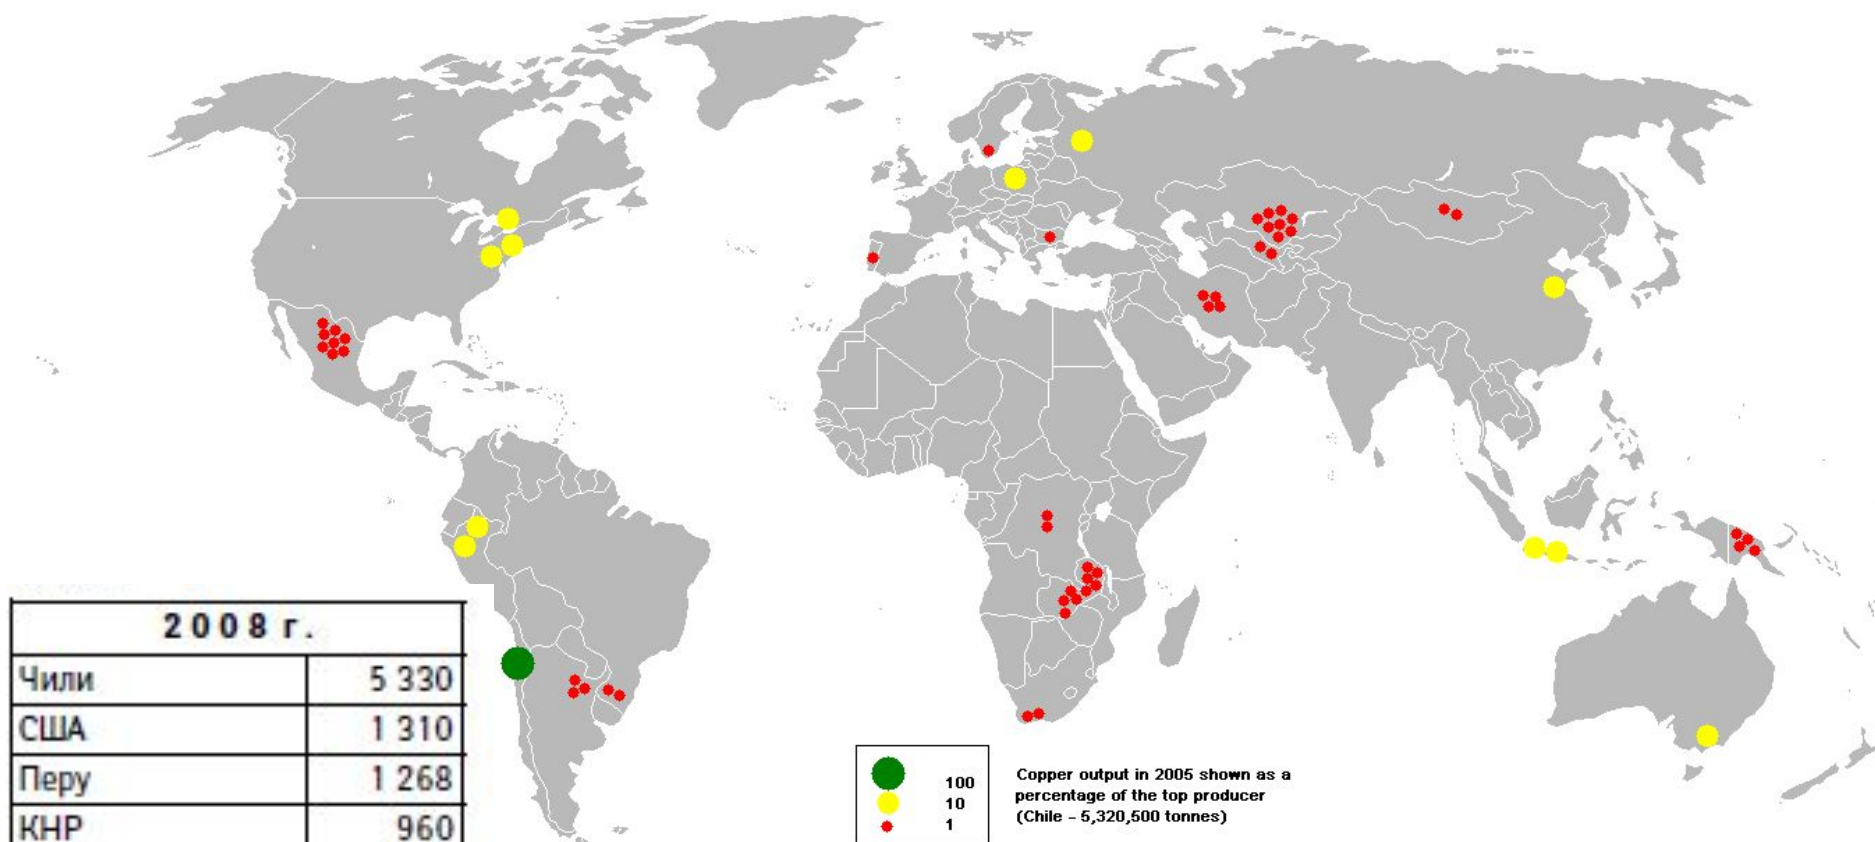 2008 г.
Чили 5 330
США 1 310
Перу 1 268
КНР 960
100
10
1
Copper output in 2005 shown as a
percentage of the top producer
(Chile - 5,320,500 tonnes)